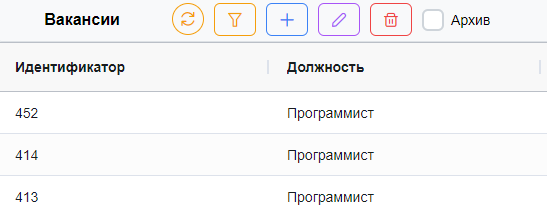 Вакансии Архив
Идентификатор Должность
452 Программист
414 Программист
413 Программист